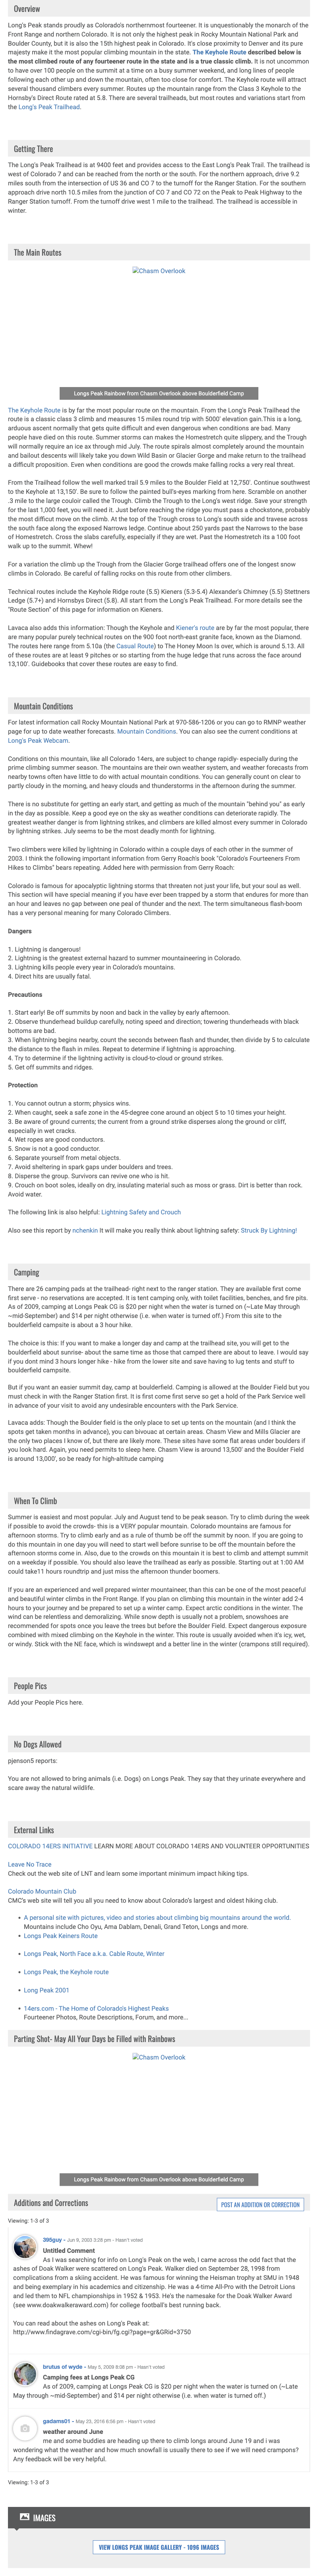 Overview
Long's Peak stands proudly as Colorado's northernmost fourteener. It is unquestionably the monarch of the
Front Range and northern Colorado. It is not only the highest peak in Rocky Mountain National Park and
Boulder County, but it is also the 15th highest peak in Colorado. It's close proximity to Denver and its pure
majesty make it the most popular climbing mountain in the state. The Keyhole Route described below is
the most climbed route of any fourteener route in the state and is a true classic climb. It is not uncommon
to have over 100 people on the summit at a time on a busy summer weekend, and long lines of people
following each other up and down the mountain, often too close for comfort. The Keyhole route will attract
several thousand climbers every summer. Routes up the mountain range from the Class 3 Keyhole to the
Hornsby's Direct Route rated at 5.8. There are several trailheads, but most routes and variations start from
the Long's Peak Trailhead.
Getting There
The Long's Peak Trailhead is at 9400 feet and provides access to the East Long's Peak Trail. The trailhead is
west of Colorado 7 and can be reached from the north or the south. For the northern approach, drive 9.2
miles south from the intersection of US 36 and CO 7 to the turnoff for the Ranger Station. For the southern
approach drive north 10.5 miles from the junction of CO 7 and CO 72 on the Peak to Peak Highway to the
Ranger Station turnoff. From the turnoff drive west 1 mile to the trailhead. The trailhead is accessible in
winter.
The Main Routes
Chasm Overlook
Longs Peak Rainbow from Chasm Overlook above Boulderfield Camp
The Keyhole Route is by far the most popular route on the mountain. From the Long's Peak Trailhead the
route is a classic class 3 climb and measures 15 miles round trip with 5000' elevation gain. This is not a
casual ascent for sightseers that gets quite difficult and even dangerous when conditions are bad. Many
people have died on this route. Summer storms can make the Homestretch quite slippery, and the Trough
will normally require an ice ax through mid July. The route spirals almost completely around the mountain
and bailout descents will likely take you down into Wild Basin or Glacier Gorge and make a return to the trailhead
a difficult proposition. Even when conditions are good the crowds make falling rocks a very real threat.
From the Trailhead follow the well marked trail 5.9 miles to the Boulder Field at 12,750'. Continue southwest
to the Keyhole at 13,150'. Be sure to follow the painted bull's-eyes marking from here. Scramble on another
.3 mile to the large couloir called the Trough. Climb the Trough to the Long's west ridge. Save your strength
for the last 1,000 feet, you will need it. Just before reaching the ridge you must pass a chockstone, probably
the most difficult move on the climb. At the top of the Trough cross to Long's south side and travese across
the south face along the exposed Narrows ledge. Continue about 250 yards past the Narrows to the base
of Homestretch. Cross the slabs carefully, especially if they are wet. Past the Homestretch its a 100 foot
walk up to the summit. Whew!
For a variation the climb up the Trough from the Glacier Gorge trailhead offers one of the longest snow
climbs in Colorado. Be careful of falling rocks on this route from other climbers.
Technical routes include the Keyhole Ridge route (5.5) Kieners (5.3-5.4) Alexander's Chimney (5.5) Stettners
Ledge (5.7+) and Hornsbys Direct (5.8). All start from the Long's Peak Trailhead. For more details see the
"Route Section" of this page for information on Kieners.
Lavaca also adds this information: Though the Keyhole and Kiener's route are by far the most popular, there
are many popular purely technical routes up the 900 foot north-east granite face, known as the Diamond.
The routes here range from 5.10a (the Casual Route) to The Honey Moon Is over, which is around 5.13. All
of these routes are at least 9 pitches long starting from the huge ledge that runs across the face around
13,100'. Guidebooks that cover these routes are easy to find.
Mountain Conditions
For latest information call Rocky Mountain National Park at 970-586-1206 or you can go to RMNP weather
page for up to date weather forecasts. Mountain Conditions. You can also see the current conditions at
Long's Peak Webcam.
Conditions on this mountain, like all Colorado 14ers, are subject to change rapidly- especially during the
prime climbing season in the summer. The mountain often creates their own weather system, and weather forecasts from
nearby towns often have little to do with the actual mountain conditions. You can generally count on clear to
partly cloudy in the morning, and heavy clouds and thunderstorms in the afternoon during the summer.
There is no substitute for getting an early start, and getting as much of the mountain "behind you" as early
in the day as possible. Keep a good eye on the sky as weather conditions can deteriorate rapidly. The
greatest weather danger is from lightning strikes, and climbers are killed almost every summer in Colorado
by lightning strikes. July seems to be the most deadly month for lightning.
Two climbers were killed by lightning in Colorado within a couple days of each other in the summer of
2003. I think the following important information from Gerry Roach's book "Colorado's Fourteeners From
Hikes to Climbs" bears repeating. Added here with permission from Gerry Roach:
Colorado is famous for apocalyptic lightning storms that threaten not just your life, but your soul as well.
This section will have special meaning if you have ever been trapped by a storm that endures for more than
an hour and leaves no gap between one peal of thunder and the next. The term simultaneous flash-boom
has a very personal meaning for many Colorado Climbers.
Dangers
1. Lightning is dangerous!
2. Lighnging is the greatest external hazard to summer mountaineering in Colorado.
3. Lightning kills people every year in Colorado's mountains.
4. Direct hits are usually fatal.
Precautions
1. Start early! Be off summits by noon and back in the valley by early afternoon.
2. Observe thunderhead buildup carefully, noting speed and direction; towering thunderheads with black
bottoms are bad.
3. When lightning begins nearby, count the seconds between flash and thunder, then divide by 5 to calculate
the distance to the flash in miles. Repeat to determine if lightning is approaching.
4. Try to determine if the lightning activity is cloud-to-cloud or ground strikes.
5. Get off summits and ridges.
Protection
1. You cannot outrun a storm; physics wins.
2. When caught, seek a safe zone in the 45-degree cone around an object 5 to 10 times your height.
3. Be aware of ground currents; the current from a ground strike disperses along the ground or cliff,
especially in wet cracks.
4. Wet ropes are good conductors.
5. Snow is not a good conductor.
6. Separate yourself from metal objects.
7. Avoid sheltering in spark gaps under boulders and trees.
8. Disperse the group. Survivors can revive one who is hit.
9. Crouch on boot soles, ideally on dry, insulating material such as moss or grass. Dirt is better than rock.
Avoid water.
The following link is also helpful: Lightning Safety and Crouch
Also see this report by nchenkin It will make you really think about lightning safety: Struck By Lightning!
Camping
There are 26 camping pads at the trailhead- right next to the ranger station. They are available first come
first serve - no reservations are accepted. It is tent camping only, with toilet facilities, benches, and fire pits.
As of 2009, camping at Longs Peak CG is $20 per night when the water is turned on (~Late May through
~mid-September) and $14 per night otherwise (i.e. when water is turned off.) From this site to the
boulderfield campsite is about a 3 hour hike.
The choice is this: If you want to make a longer day and camp at the trailhead site, you will get to the
boulderfield about sunrise- about the same time as those that camped there are about to leave. I would say
if you dont mind 3 hours longer hike - hike from the lower site and save having to lug tents and stuff to
boulderfield campsite.
But if you want an easier summit day, camp at boulderfield. Camping is allowed at the Boulder Field but you
must check in with the Ranger Station first. It is first come first serve so get a hold of the Park Service well
in advance of your visit to avoid any undesirable encounters with the Park Service.
Lavaca adds: Though the Boulder field is the only place to set up tents on the mountain (and I think the
spots get taken months in advance), you can bivouac at certain areas. Chasm View and Mills Glacier are
the only two places I know of, but there are likely more. These sites have small areas under boulders and easy if
you look hard. Again, you need permits to sleep here. Chasm View is around 13,500' and the Boulder Field
is around 13,000', so be ready for high-altitude camping
When To Climb
Summer is easiest and most popular. July and August tend to be peak season. Try to climb during the week
if possible to avoid the crowds- this is a VERY popular mountain. Colorado mountains are famous for
afternoon storms. Try to climb early and as a rule of thumb be off the summit by noon. If you are going to
do this mountain in one day you will need to start well before sunrise to be off the mountain before the
afternoon storms come in. Also, due to the crowds on this mountain it is best to climb and attempt summit
on a weekday if possible. You should also leave the trailhead as early as possible. Starting out at 1:00 AM
could take11 hours roundtrip and just miss the afternoon thunder boomers.
If you are an experienced and well prepared winter mountaineer, than this can be one of the most peaceful
and beautiful winter climbs in the Front Range. If you plan on climbing this mountain in the winter add 2-4
hours to your journey and be prepared to set up a winter camp. Expect arctic conditions in the winter. The
wind can be relentless and demoralizing. While snow depth is usually not a problem, snowshoes are
recommended for saps once you leave the trees but before the Boulder Field. Expect dangerous exposure
combined with mixed climbing on the Keyhole in the winter. This route is usually avoided when it's icy, wet,
or windy. Stick with the NE face, which is windswept and a better line in the winter (crampons still required).
People Pics
Add your People Pics here.
No Dogs Allowed
pjenson5 reports:
You are not allowed to bring animals (i.e. Dogs) on Longs Peak. They say that they urinate everywhere and
scare away the natural wildlife.
External Links
COLORADO 14ERS INITIATIVE LEARN MORE ABOUT COLORADO 14ERS AND VOLUNTEER OPPORTUNITIES
Leave No Trace
Check out the web site of LNT and learn some important minimum impact hiking tips.
Colorado Mountain Club
CMC's web site will tell you all you need to know about Colorado's largest and oldest hiking club.
• A personal site with pictures, video and stories about climbing big mountains around the world.
Mountains include Cho Oyu, Ama Dablam, Denali, Grand Teton, Longs and more.
• Longs Peak Keiners Route
• Longs Peak, North Face a.k.a. Cable Route, Winter
• Longs Peak, the Keyhole route
• Long Peak 2001
• 14ers.com - The Home of Colorado's Highest Peaks
Fourteener Photos, Route Descriptions, Forum, and more...
Parting Shot- May All Your Days be Filled with Rainbows
Chasm Overlook
Longs Peak Rainbow from Chasm Overlook above Boulderfield Camp
Additions and Corrections
POST AN ADDITION OR CORRECTION
Viewing: 1-3 of 3
395guy - Jun 9, 2003 3:28 pm - Hasn't voted
Untitled Comment
As I was searching for info on Long's Peak on the web, I came across the odd fact that the
ashes of Doak Walker were scattered on Long's Peak. Walker died on September 28, 1998 from
complications from a skiing accident. He was famous for winning the Heisman trophy at SMU in 1948
and being exemplary in his academics and citizenship. He was a 4-time All-Pro with the Detroit Lions
and led them to NFL championships in 1952 & 1953. He's the namesake for the Doak Walker Award
(see www.doakwalkeraward.com) for college football's best running back.
You can read about the ashes on Long's Peak at:
http://www.findagrave.com/cgi-bin/fg.cgi?page=gr&GRid=3750
brutus of wyde - May 5, 2009 8:08 pm - Hasn't voted
Camping fees at Longs Peak CG
As of 2009, camping at Longs Peak CG is $20 per night when the water is turned on (~Late
May through ~mid-September) and $14 per night otherwise (i.e. when water is turned off.)
gadams01 - May 23, 2016 6:56 pm - Hasn't voted
weather around June
me and some buddies are heading up there to climb longs around June 19 and i was
wondering what the weather and how much snowfall is usually there to see if we will need crampons?
Any feedback will be very helpful.
Viewing: 1-3 of 3
IMAGES
VIEW LONGS PEAK IMAGE GALLERY - 1096 IMAGES